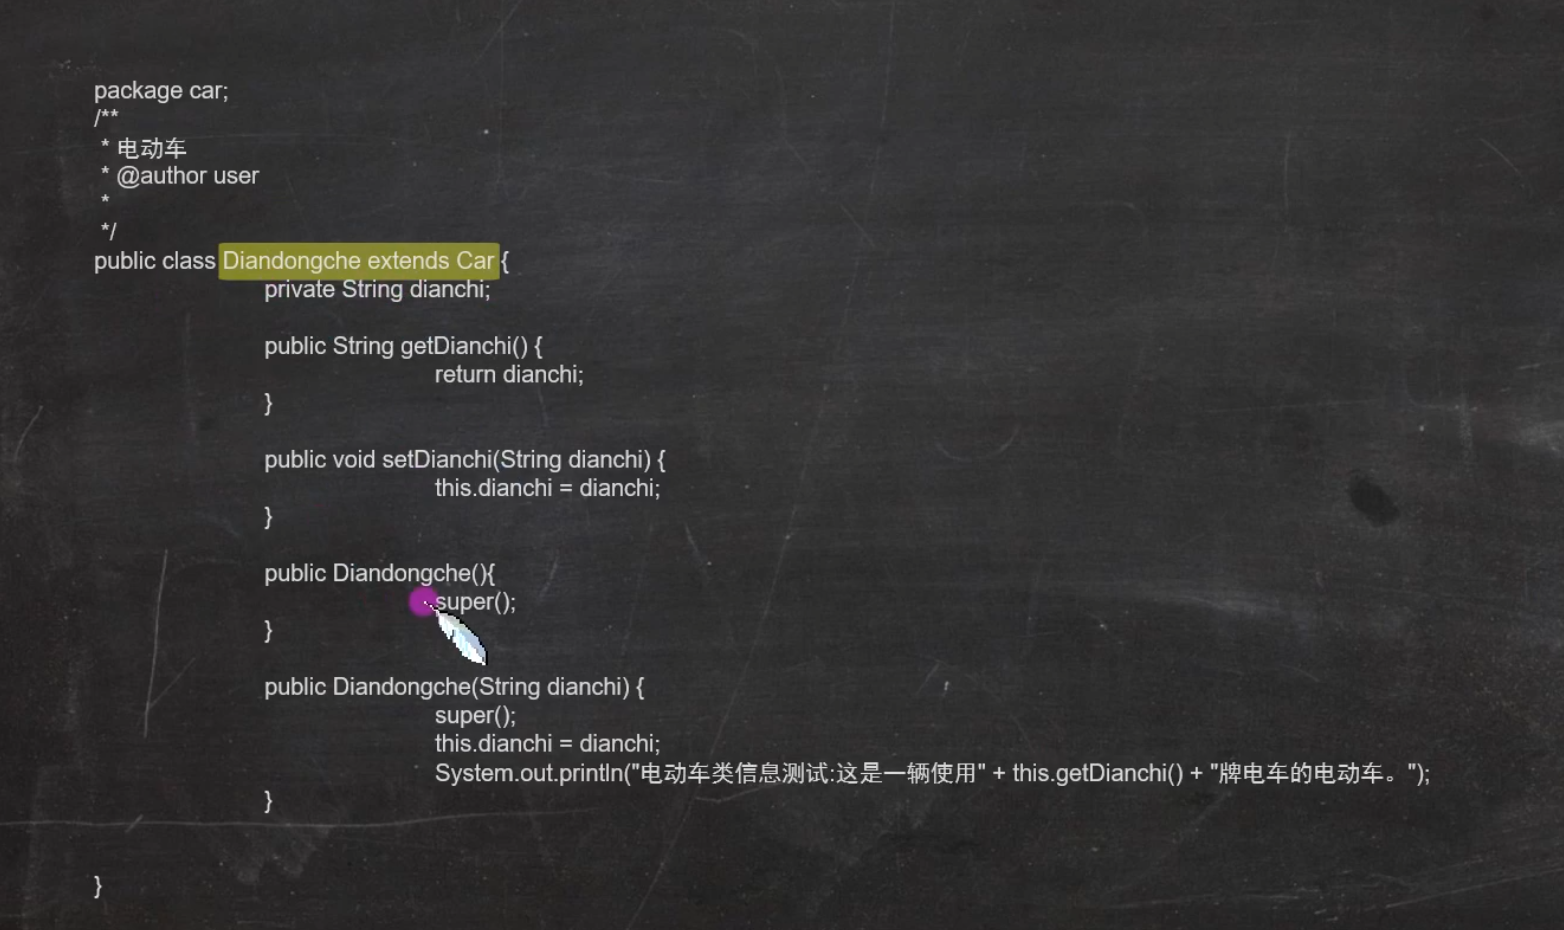 package car;
/**
* 电动车
* @author user
*
*/
public class Diandongche extends Car {
private String dianchi;
public String getDianchi() {
return dianchi;
}
public void setDianchi(String dianchi) {
this.dianchi = dianchi;
}
public Diandongche(){
super();
}
public Diandongche(String dianchi) {
super();
this.dianchi = dianchi;
System.out.println("电动车类信息测试:这是一辆使用" + this.getDianchi() + "牌电车的电动车。");
}
}